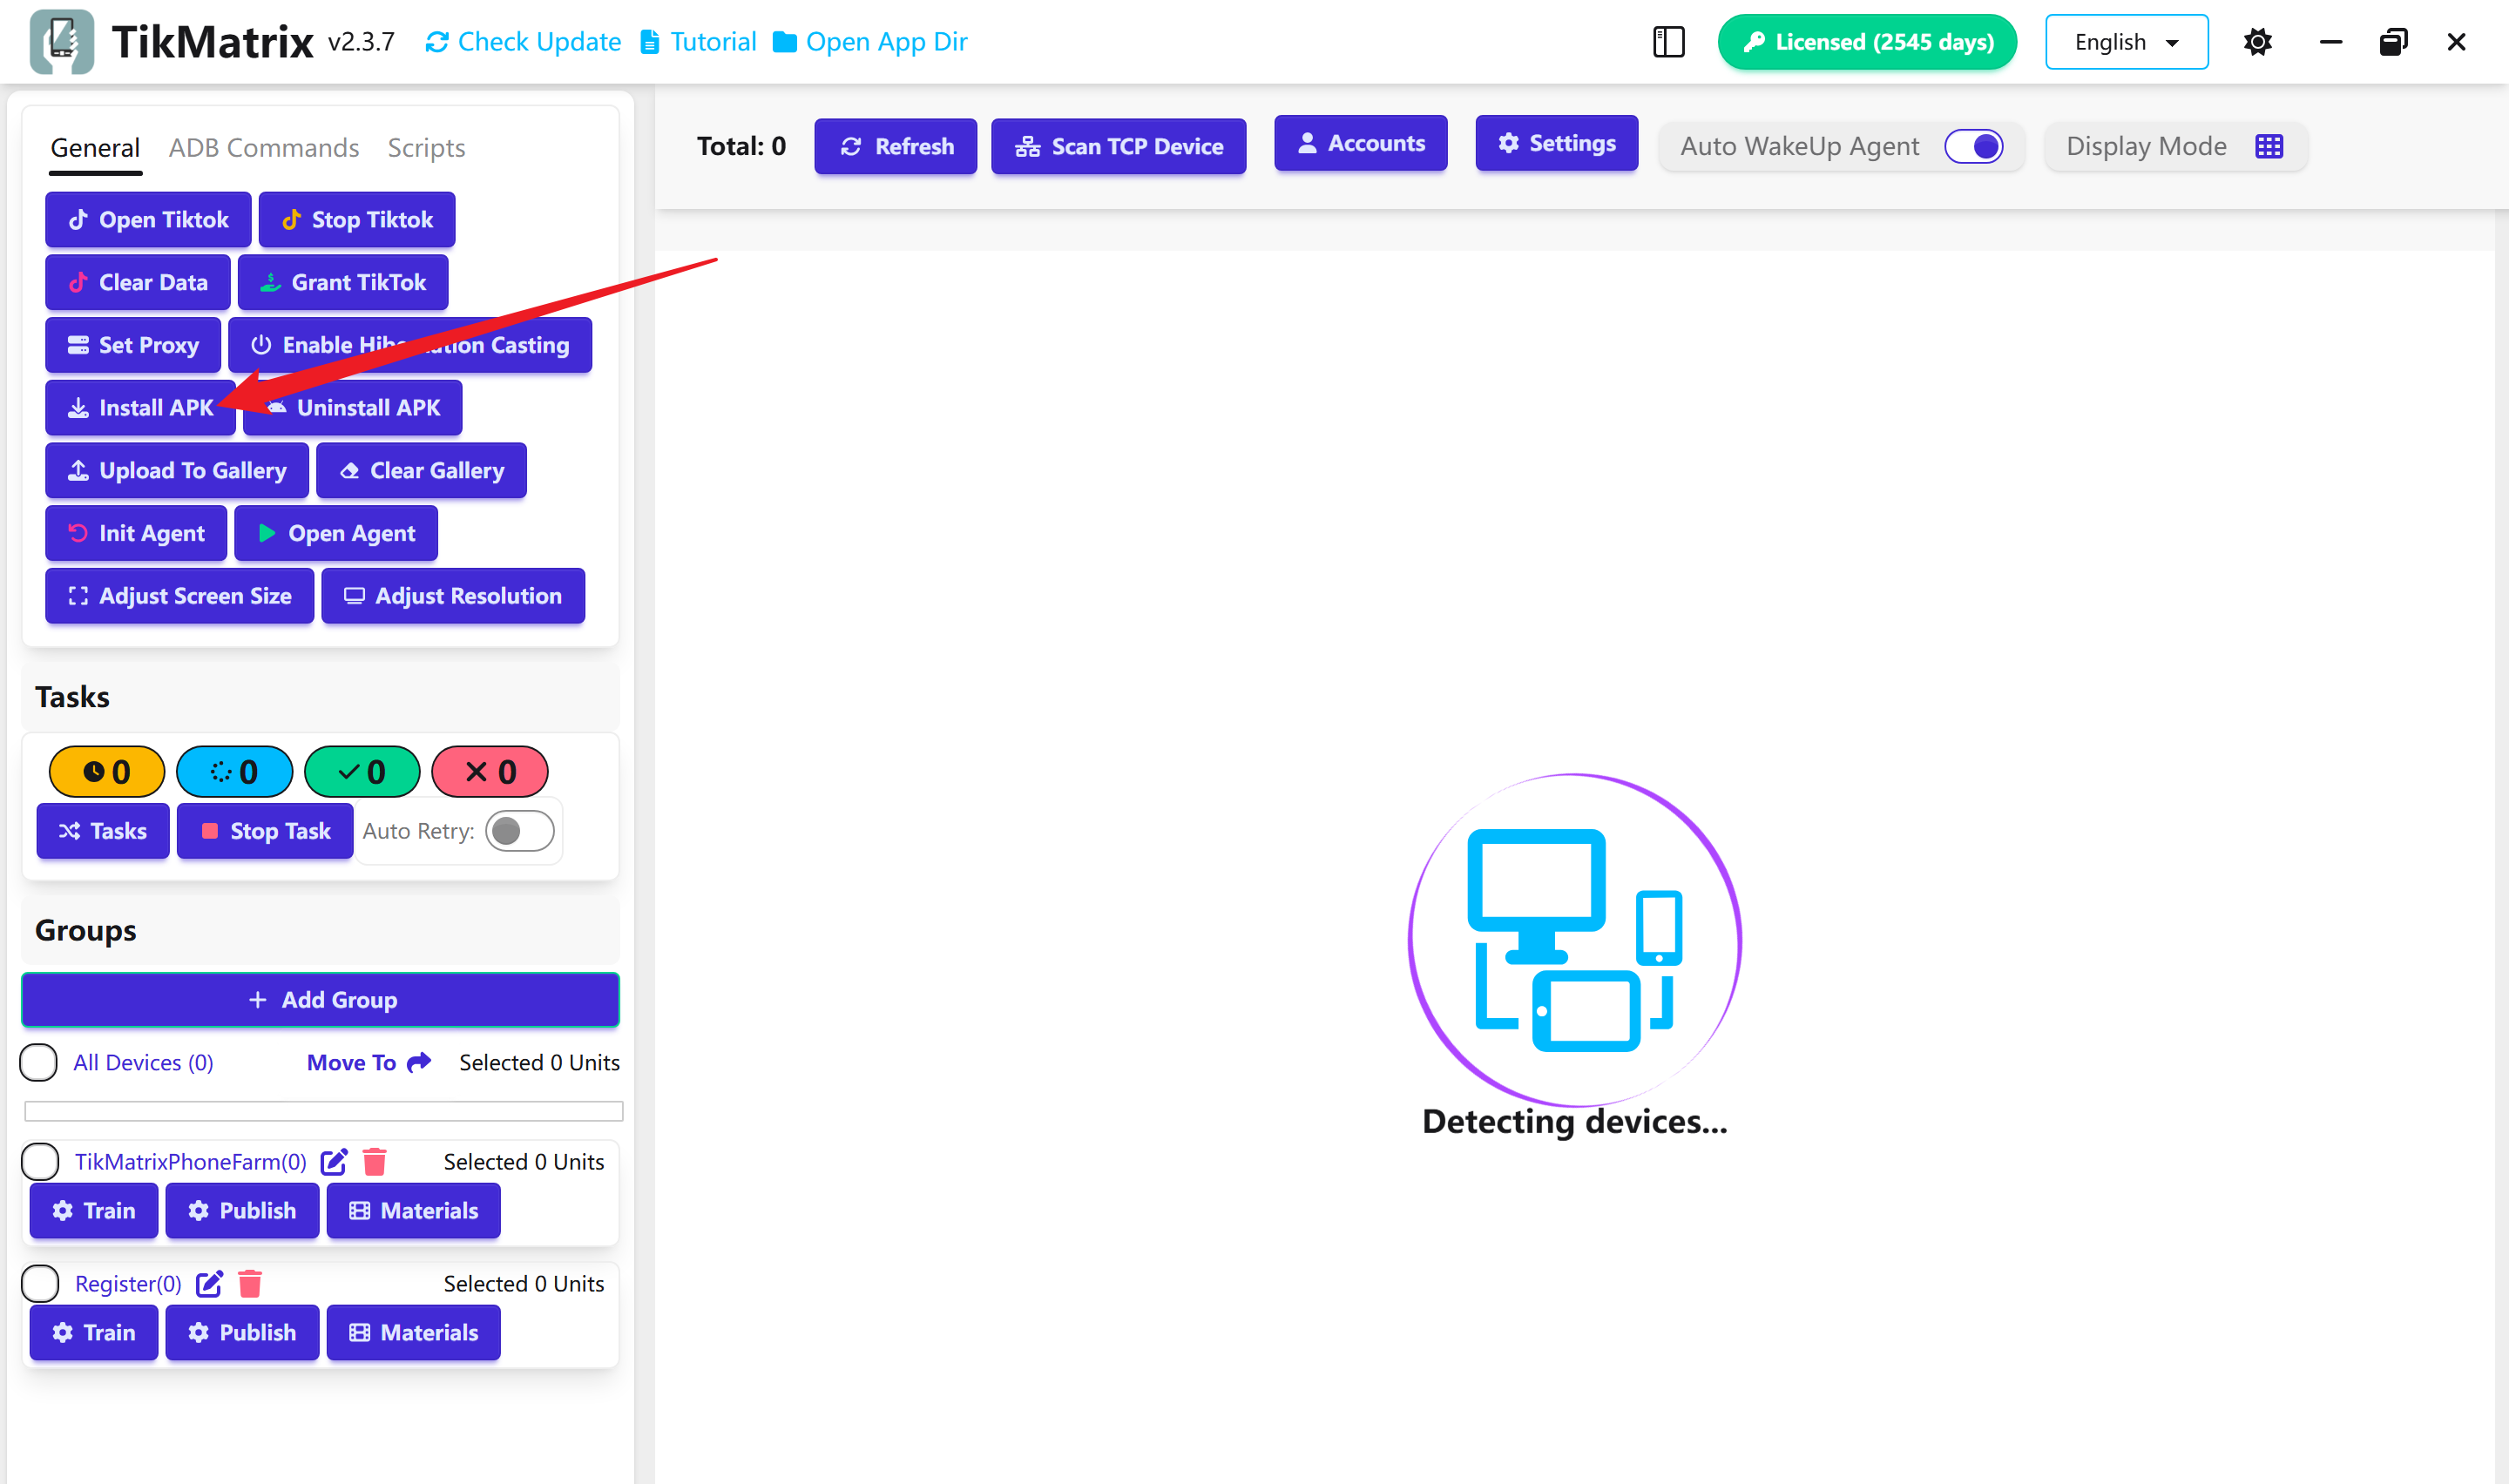 TikMatrix v2.3.7 Check Update Tutorial Open App Dir Licensed (2545 days) English
General ADB Commands Scripts
Total: 0 Refresh Scan TCP Device Accounts Settings Auto WakeUp Agent Display Mode
Open Tiktok Stop Tiktok
Clear Data Grant TikTok
Set Proxy Enable Casting
Install APK Uninstall APK
Upload To Gallery Clear Gallery
Init Agent Open Agent
Adjust Screen Size Adjust Resolution
Tasks
0 0 0 0
Tasks Stop Task Auto Retry:
Groups
Add Group
All Devices (0) Move To Selected 0 Units
TikMatrixPhoneFarm(0) Selected 0 Units
Train Publish Materials
Register(0) Selected 0 Units
Train Publish Materials
Detecting devices...